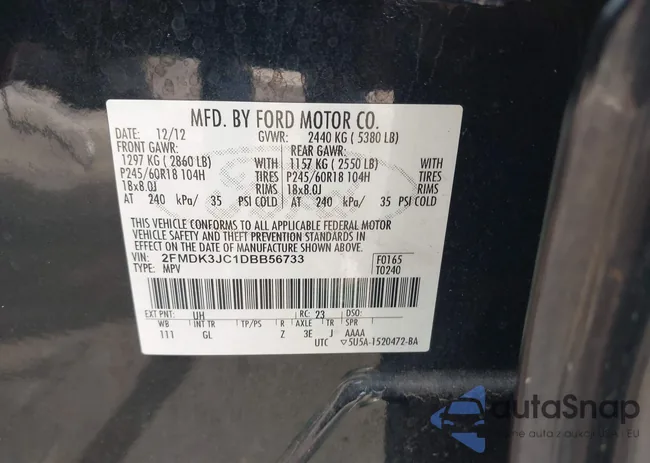 MFD. BY FORD MOTOR CO.
DATE: 12/12 GVWR: 2440 KG ( 5380 LB)
FRONT GAWR: REAR GAWR:
1297 KG ( 2860 LB) WITH 1157 KG ( 2550 LB) WITH
P245/60R18 104H TIRES P245/60R18 104H TIRES
18x8.0J RIMS 18x8.0J RIMS
AT 240 kPa/ 35 PSI COLD AT 240 kPa/ 35 PSI COLD
THIS VEHICLE CONFORMS TO ALL APPLICABLE FEDERAL MOTOR
VEHICLE SAFETY AND THEFT PREVENTION STANDARDS IN
EFFECT ON THE DATE OF MANUFACTURE SHOWN ABOVE.
VIN: 2FMDK3JC1DBB56733 F0165
TYPE: MPV T0240
EXT PNT: UH RC: 23 DSO:
WB INT TR TP/PS R AXLE TR SPR
111 GL Z 3E J AAAA
UTC ▽5U5A-1520472-BA
autaSnap
auta z aukcji EU